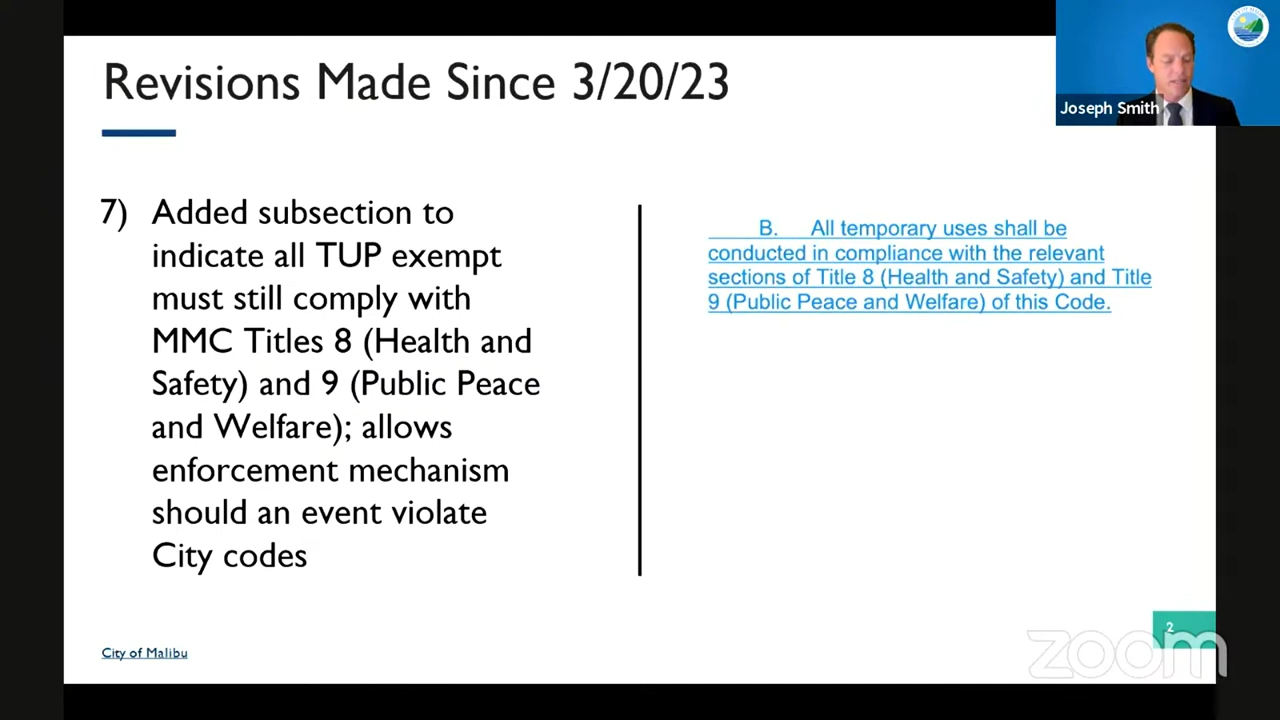 Revisions Made Since 3/20/23
Joseph Smith
7) Added subsection to
indicate all TUP exempt
must still comply with
MMC Titles 8 (Health and
Safety) and 9 (Public Peace
and Welfare); allows
enforcement mechanism
should an event violate
City codes
B. All temporary uses shall be
conducted in compliance with the relevant
sections of Title 8 (Health and Safety) and Title
9 (Public Peace and Welfare) of this Code.
City of Malibu
2
zoom